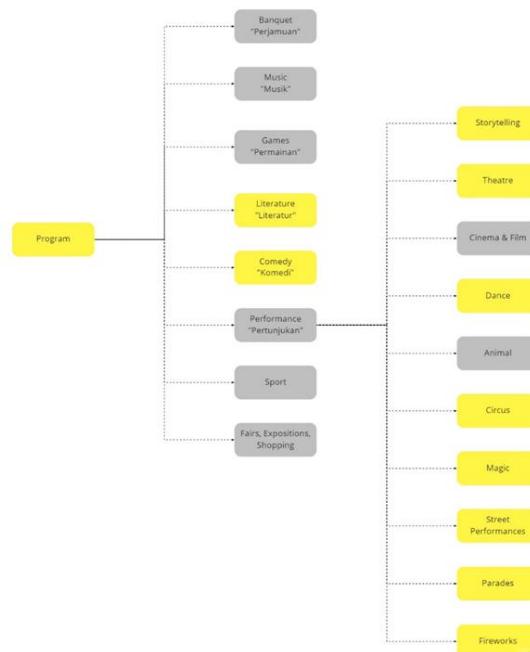 Program
Banquet
"Perjamuan"
Music
"Musik"
Games
"Permainan"
Literature
"Literatur"
Comedy
"Komedi"
Performance
"Pertunjukan"
Sport
Fairs, Expositions,
Shopping
Storytelling
Theatre
Cinema & Film
Dance
Animal
Circus
Magic
Street
Performances
Parades
Fireworks